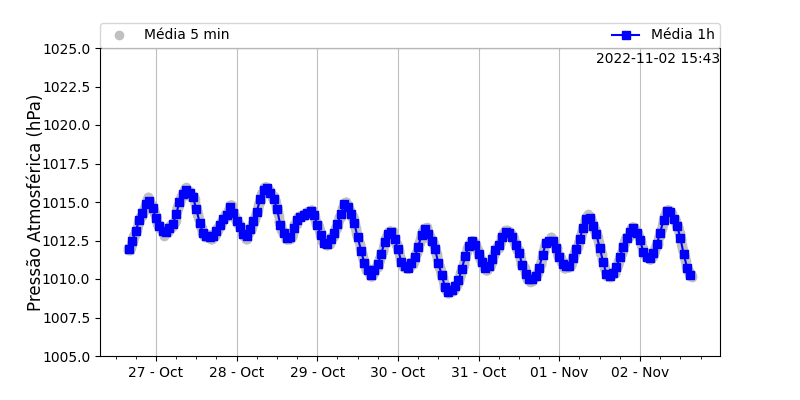 Média 5 min
Média 1h
2022-11-02 15:43
Pressão Atmosférica (hPa)
1025.0
1022.5
1020.0
1017.5
1015.0
1012.5
1010.0
1007.5
1005.0
27 - Oct
28 - Oct
29 - Oct
30 - Oct
31 - Oct
01 - Nov
02 - Nov